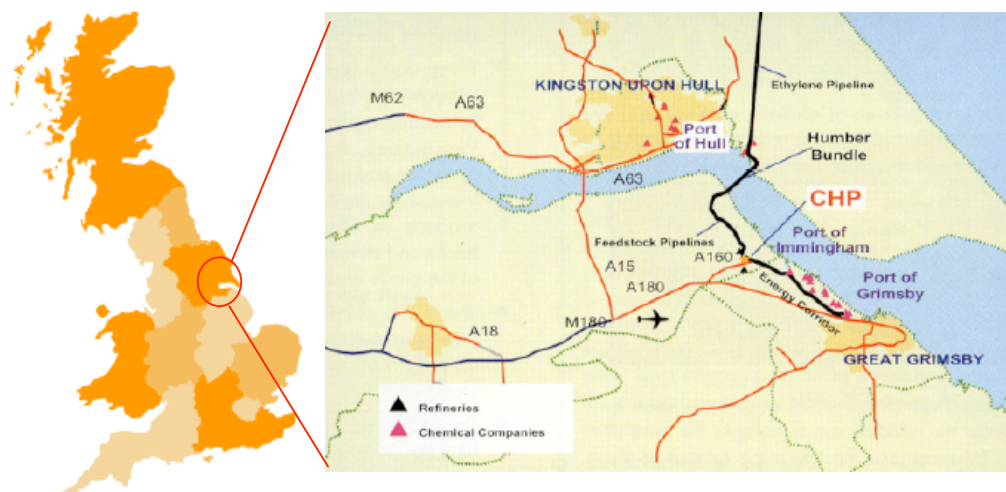 Ethylene Pipeline
KINGSTON UPON HULL
M62
A63
Port
of Hull
Humber
Bundle
A63
CHP
Feedstock Pipelines
Port of
Immingham
A160
A15
Port of
Grimsby
A180
Energy Corridor
M180
A18
GREAT GRIMSBY
Refineries
Chemical Companies